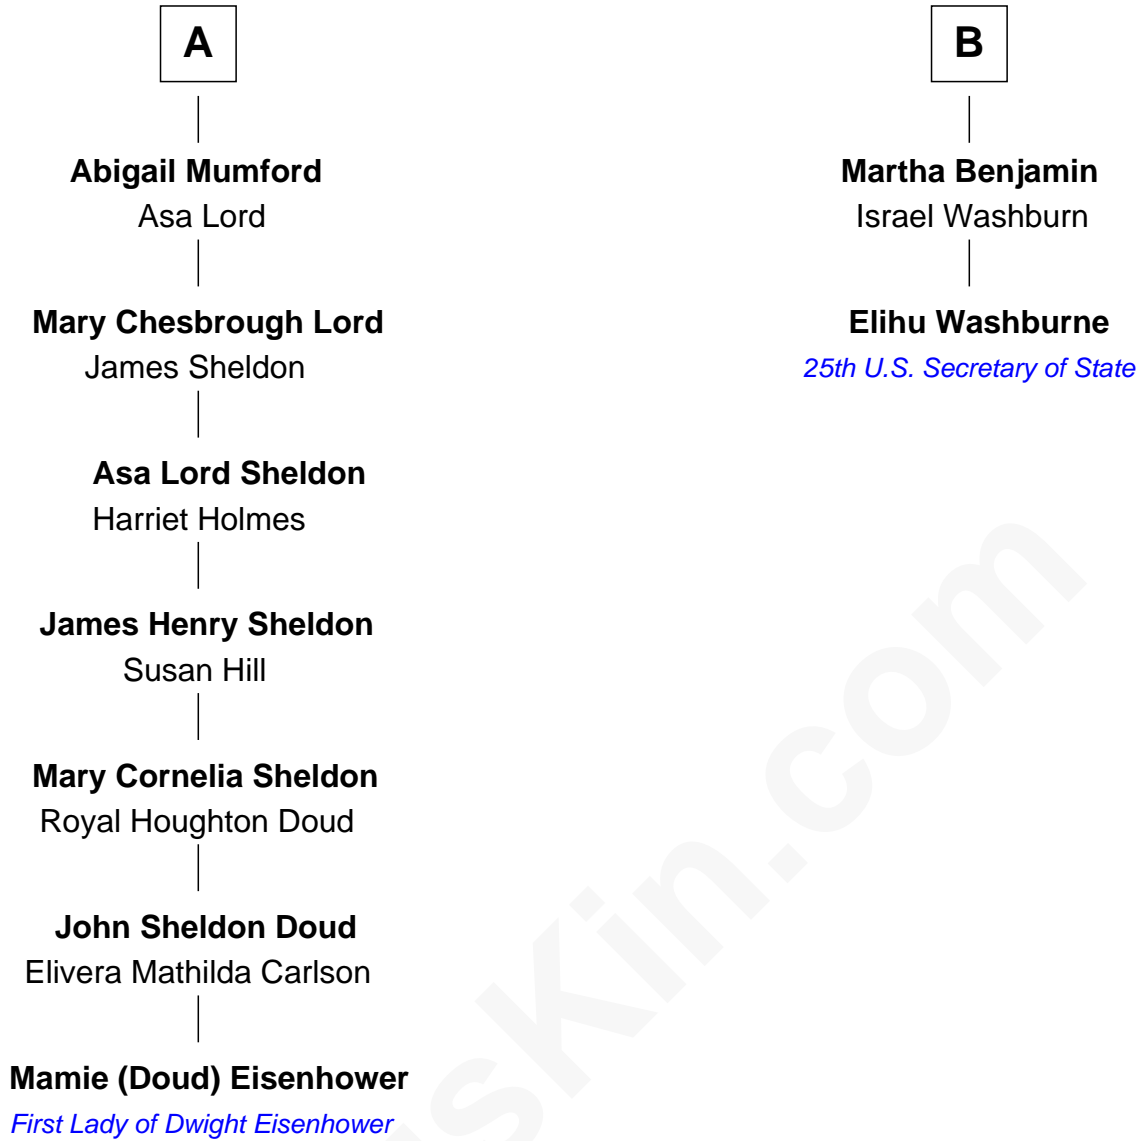 A
Abigail Mumford
Asa Lord
Mary Chesbrough Lord
James Sheldon
Asa Lord Sheldon
Harriet Holmes
James Henry Sheldon
Susan Hill
Mary Cornelia Sheldon
Royal Houghton Doud
John Sheldon Doud
Elivera Mathilda Carlson
Mamie (Doud) Eisenhower
First Lady of Dwight Eisenhower
B
Martha Benjamin
Israel Washburn
Elihu Washburne
25th U.S. Secretary of State
sKin.com